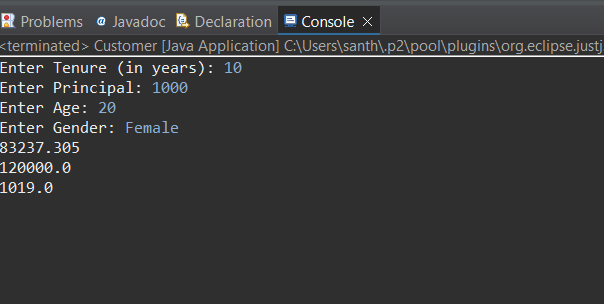 Problems @ Javadoc Declaration Console
<terminated> Customer [Java Application] C:\Users\santh\.p2\pool\plugins\org.eclipse.justj
Enter Tenure (in years): 10
Enter Principal: 1000
Enter Age: 20
Enter Gender: Female
83237.305
120000.0
1019.0